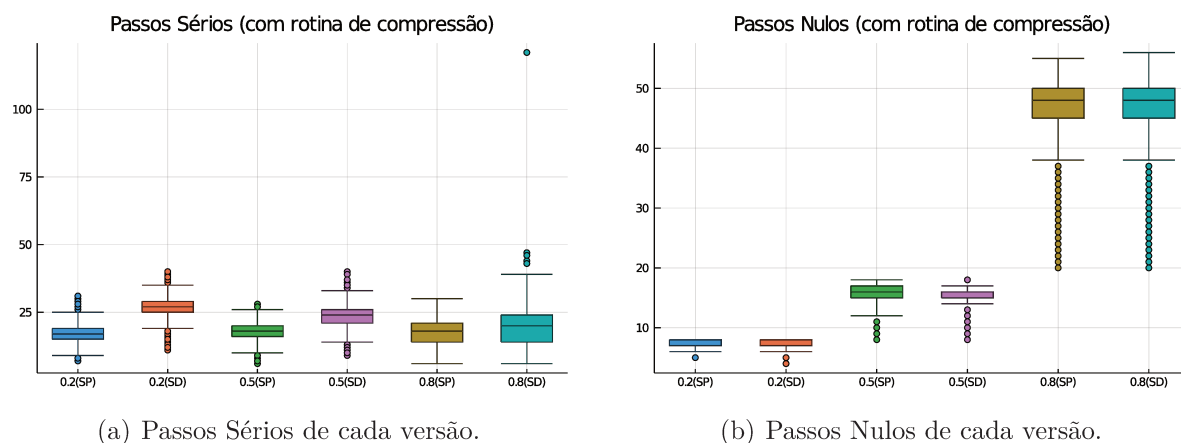 Passos Sérios (com rotina de compressão)
100
75
50
25
0.2(SP) 0.2(SD) 0.5(SP) 0.5(SD) 0.8(SP) 0.8(SD)
(a) Passos Sérios de cada versão.
Passos Nulos (com rotina de compressão)
50
40
30
20
10
0.2(SP) 0.2(SD) 0.5(SP) 0.5(SD) 0.8(SP) 0.8(SD)
(b) Passos Nulos de cada versão.